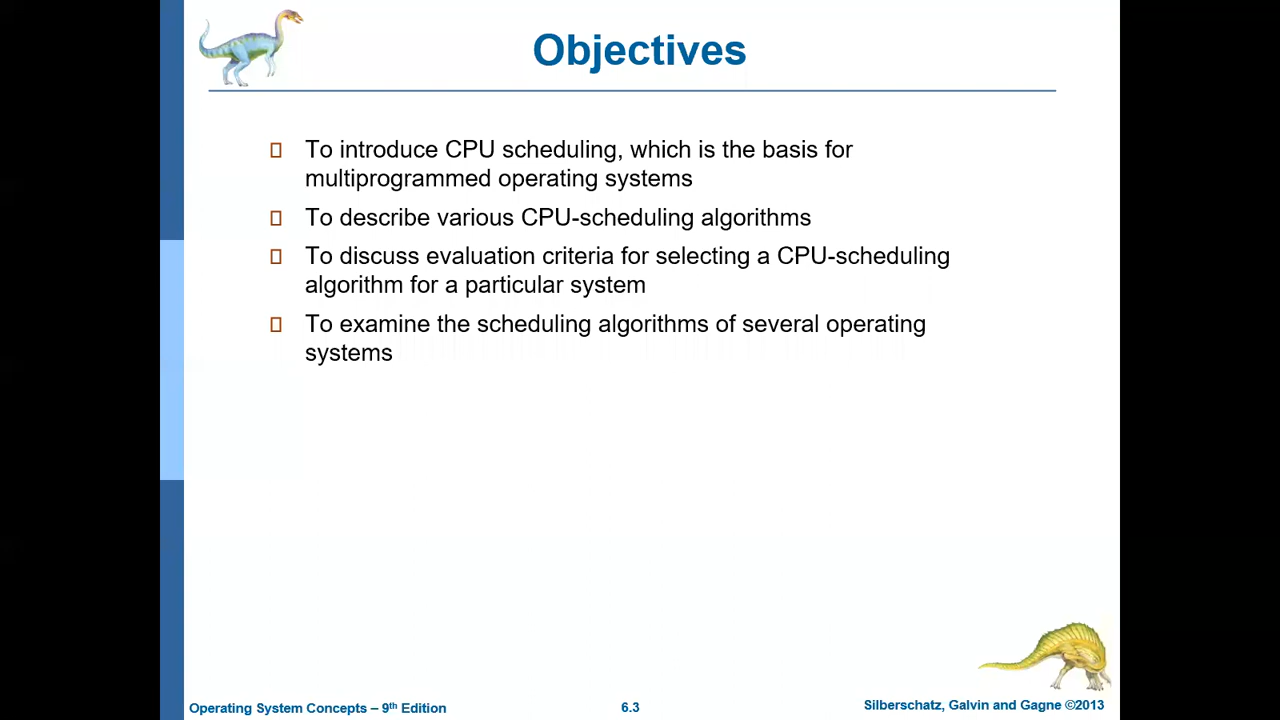 Objectives
To introduce CPU scheduling, which is the basis for
multiprogrammed operating systems
To describe various CPU-scheduling algorithms
To discuss evaluation criteria for selecting a CPU-scheduling
algorithm for a particular system
To examine the scheduling algorithms of several operating
systems
Operating System Concepts – 9th Edition
6.3
Silberschatz, Galvin and Gagne ©2013